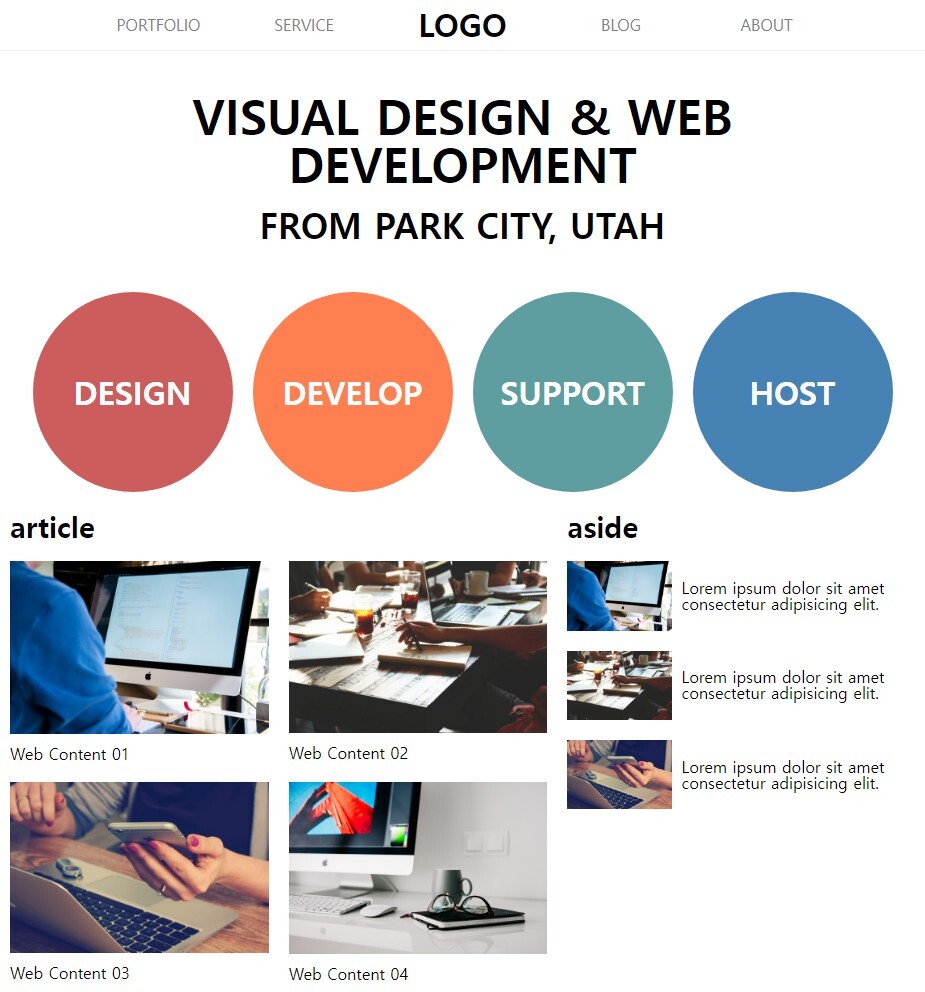 PORTFOLIO
SERVICE
LOGO
BLOG
ABOUT
VISUAL DESIGN & WEB
DEVELOPMENT
FROM PARK CITY, UTAH
DESIGN
DEVELOP
SUPPORT
HOST
article
Web Content 01
Web Content 02
Web Content 03
Web Content 04
aside
Lorem ipsum dolor sit amet
consectetur adipisicing elit.
Lorem ipsum dolor sit amet
consectetur adipisicing elit.
Lorem ipsum dolor sit amet
consectetur adipisicing elit.